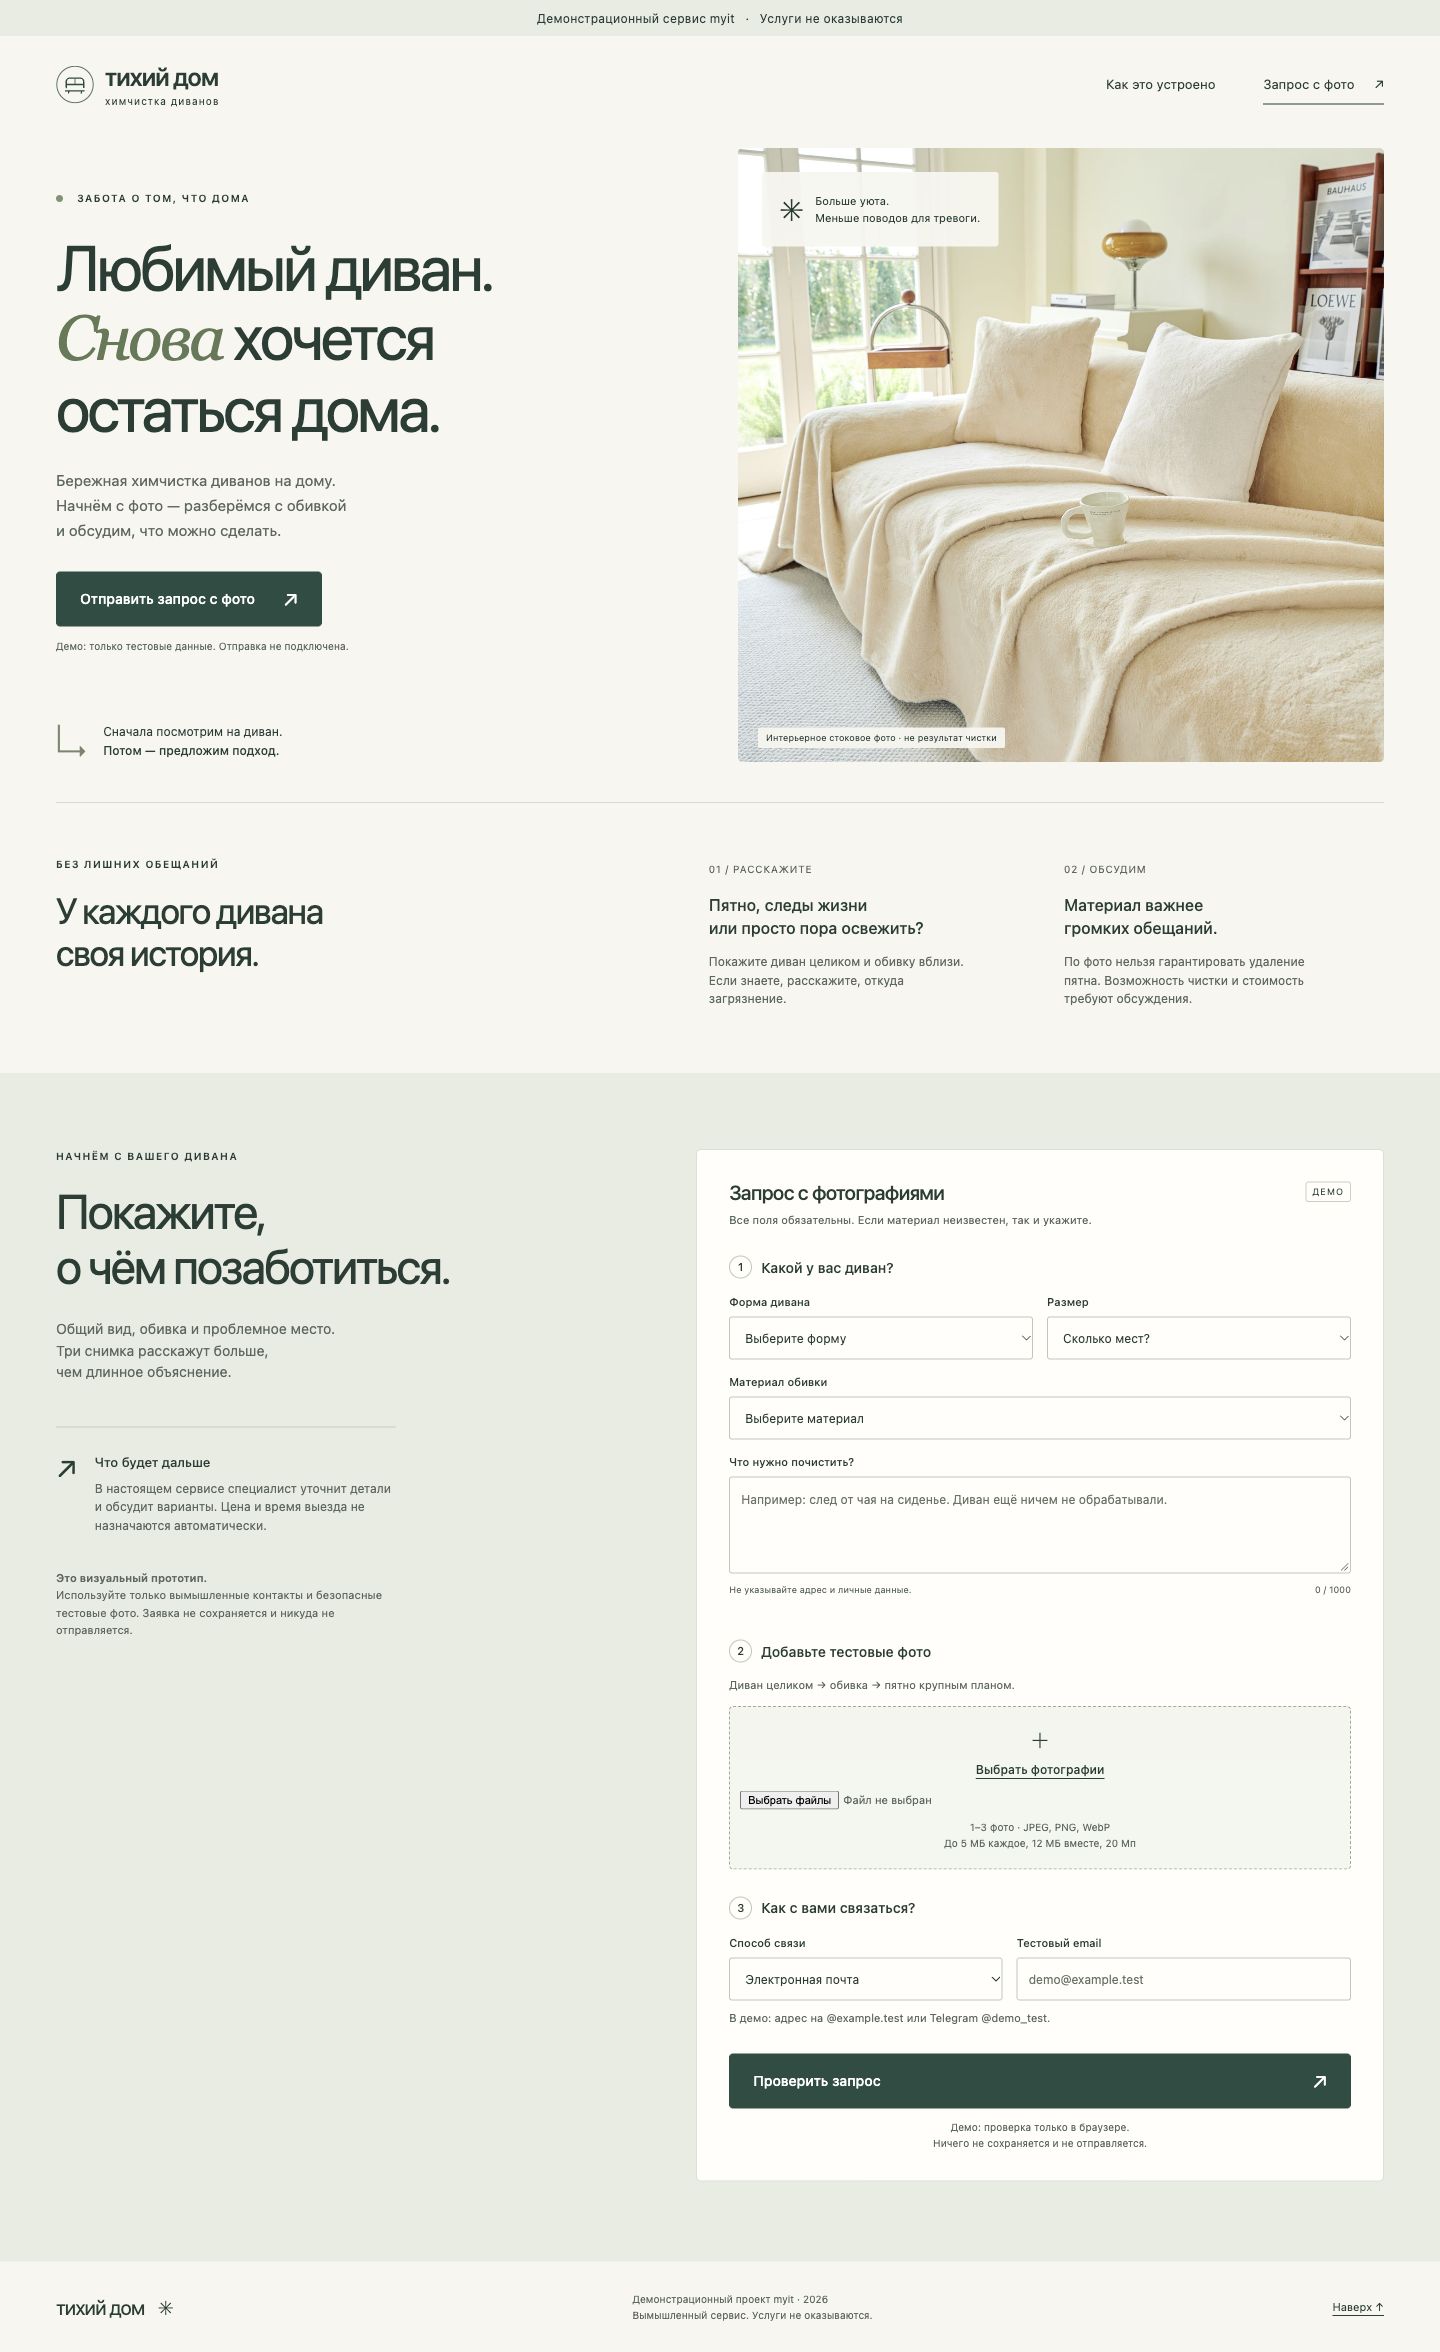 Демонстрационный сервис myit · Услуги не оказываются
ТИХИЙ ДОМ
химчистка диванов
Как это устроено
Запрос с фото ↗
ЗАБОТА О ТОМ, ЧТО ДОМА
Любимый диван.
Снова хочется
остаться дома.
Бережная химчистка диванов на дому.
Начнём с фото — разберёмся с обивкой
и обсудим, что можно сделать.
Отправить запрос с фото ↗
Демо: только тестовые данные. Отправка не подключена.
Сначала посмотрим на диван.
Потом — предложим подход.
Больше уюта.
Меньше поводов для тревоги.
BAUHAUS
LOEWE
Интерьерное стоковое фото · не результат чистки
БЕЗ ЛИШНИХ ОБЕЩАНИЙ
У каждого дивана
своя история.
01 / РАССКАЖИТЕ
Пятно, следы жизни
или просто пора освежить?
Покажите диван целиком и обивку вблизи.
Если знаете, расскажите, откуда
загрязнение.
02 / ОБСУДИМ
Материал важнее
громких обещаний.
По фото нельзя гарантировать удаление
пятна. Возможность чистки и стоимость
требуют обсуждения.
НАЧНЁМ С ВАШЕГО ДИВАНА
Покажите,
о чём позаботиться.
Общий вид, обивка и проблемное место.
Три снимка расскажут больше,
чем длинное объяснение.
↗ Что будет дальше
В настоящем сервисе специалист уточнит детали
и обсудит варианты. Цена и время выезда не
назначаются автоматически.
Это визуальный прототип.
Используйте только вымышленные контакты и безопасные
тестовые фото. Заявка не сохраняется и никуда не
отправляется.
Запрос с фотографиями
ДЕМО
Все поля обязательны. Если материал неизвестен, так и укажите.
1 Какой у вас диван?
Форма дивана
Размер
Выберите форму
Сколько мест?
Материал обивки
Выберите материал
Что нужно почистить?
Например: след от чая на сиденье. Диван ещё ничем не обрабатывали.
Не указывайте адрес и личные данные.
0 / 1000
2 Добавьте тестовые фото
Диван целиком → обивка → пятно крупным планом.
+
Выбрать фотографии
Выбрать файлы Файл не выбран
1–3 фото · JPEG, PNG, WebP
До 5 МБ каждое, 12 МБ вместе, 20 Мп
3 Как с вами связаться?
Способ связи
Тестовый email
Электронная почта
demo@example.test
В демо: адрес на @example.test или Telegram @demo_test.
Проверить запрос ↗
Демо: проверка только в браузере.
Ничего не сохраняется и не отправляется.
ТИХИЙ ДОМ
Демонстрационный проект myit · 2026
Вымышленный сервис. Услуги не оказываются.
Наверх ↑